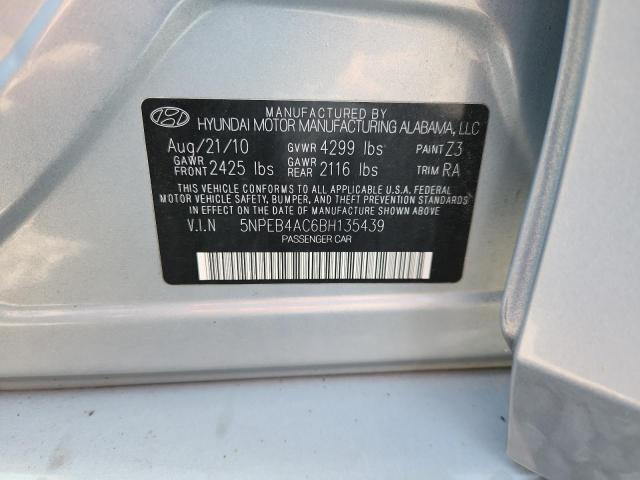 MANUFACTURED BY
HYUNDAI MOTOR MANUFACTURING ALABAMA, LLC
Aug/21/10 GVWR 4299 lbs PAINT Z3
GAWR FRONT 2425 lbs GAWR REAR 2116 lbs TRIM RA
THIS VEHICLE CONFORMS TO ALL APPLICABLE U.S.A. FEDERAL
MOTOR VEHICLE SAFETY, BUMPER, AND THEFT PREVENTION STANDARDS
IN EFFECT ON THE DATE OF MANUFACTURE SHOWN ABOVE.
V.I.N 5NPEB4AC6BH135439
PASSENGER CAR